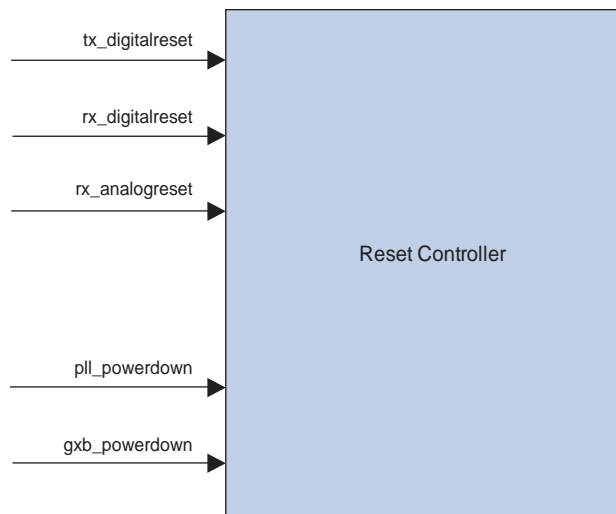 tx_digitalreset
rx_digitalreset
rx_analogreset
Reset Controller
pll_powerdown
gxb_powerdown